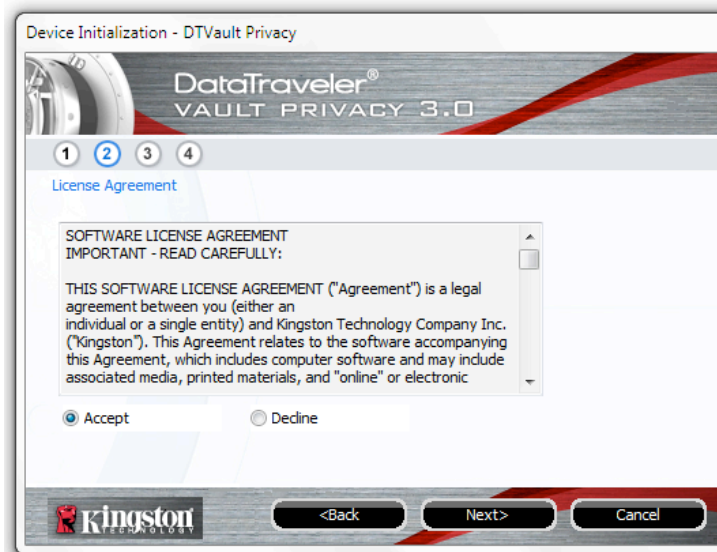 Device Initialization - DTVault Privacy
DataTraveler®
VAULT PRIVACY 3.0
1 2 3 4
License Agreement
SOFTWARE LICENSE AGREEMENT
IMPORTANT - READ CAREFULLY:
THIS SOFTWARE LICENSE AGREEMENT ("Agreement") is a legal
agreement between you (either an
individual or a single entity) and Kingston Technology Company Inc.
("Kingston"). This Agreement relates to the software accompanying
this Agreement, which includes computer software and may include
associated media, printed materials, and "online" or electronic
Accept Decline
Kingston
TECHNOLOGY
<Back Next> Cancel